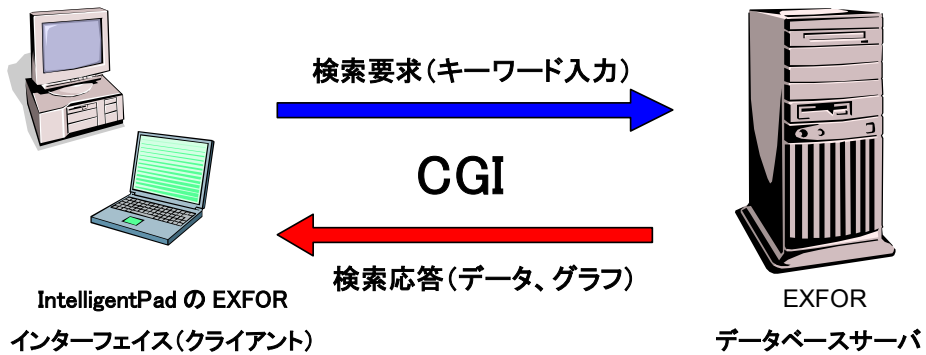 検索要求（キーワード入力）
CGI
検索応答（データ、グラフ）
IntelligentPad の EXFOR
インターフェイス（クライアント）
EXFOR
データベースサーバ